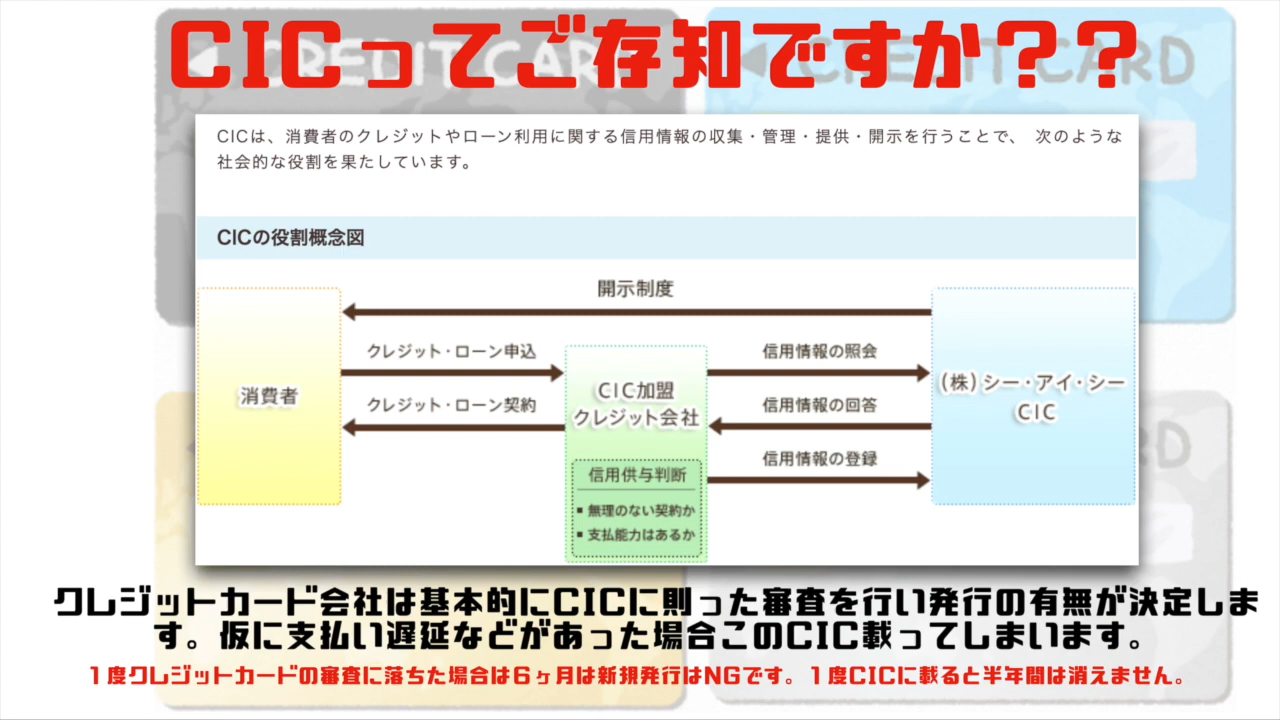 CICってご存知ですか？？
CREDIT CARD
CREDIT CARD
CICは、消費者のクレジットやローン利用に関する信用情報の収集・管理・提供・開示を行うことで、 次のような
社会的な役割を果たしています。
CICの役割概念図
開示制度
クレジット・ローン申込
信用情報の照会
消費者
CIC加盟
クレジット会社
(株)シー・アイ・シー
CIC
クレジット・ローン契約
信用情報の回答
信用情報の登録
信用供与判断
▪ 無理のない契約か
▪ 支払能力はあるか
クレジットカード会社は基本的にCICに則った審査を行い発行の有無が決定しま
す。仮に支払い遅延などがあった場合このCIC載ってしまいます。
１度クレジットカードの審査に落ちた場合は６ヶ月は新規発行はNGです。１度CICに載ると半年間は消えません。